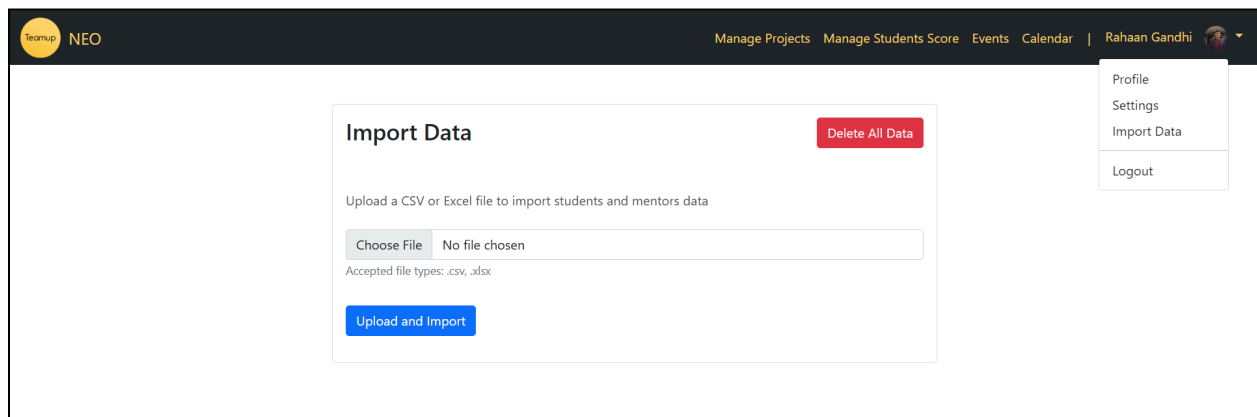 Teamup NEO Manage Projects Manage Students Score Events Calendar | Rahaan Gandhi
Profile
Settings
Import Data
Logout
Import Data Delete All Data
Upload a CSV or Excel file to import students and mentors data
Choose File No file chosen
Accepted file types: .csv, .xlsx
Upload and Import